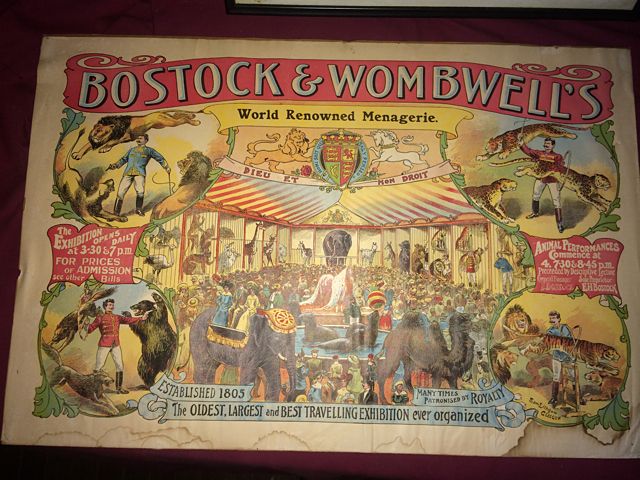 BOSTOCK & WOMBWELL'S
World Renowned Menagerie.
DIEU ET MON DROIT
The
EXHIBITION OPENS DAILY
at 3-30 & 7 p.m.
FOR PRICES
OF ADMISSION
see other Bills
ANIMAL PERFORMANCES
Commence at
4, 7-30 & 8-45 p.m.
Preceded by Descriptive Lecture
Sole Proprietor
E.H. BOSTOCK
ESTABLISHED 1805
MANY TIMES
PATRONISED BY ROYALTY
The OLDEST, LARGEST and BEST TRAVELLING EXHIBITION ever organized